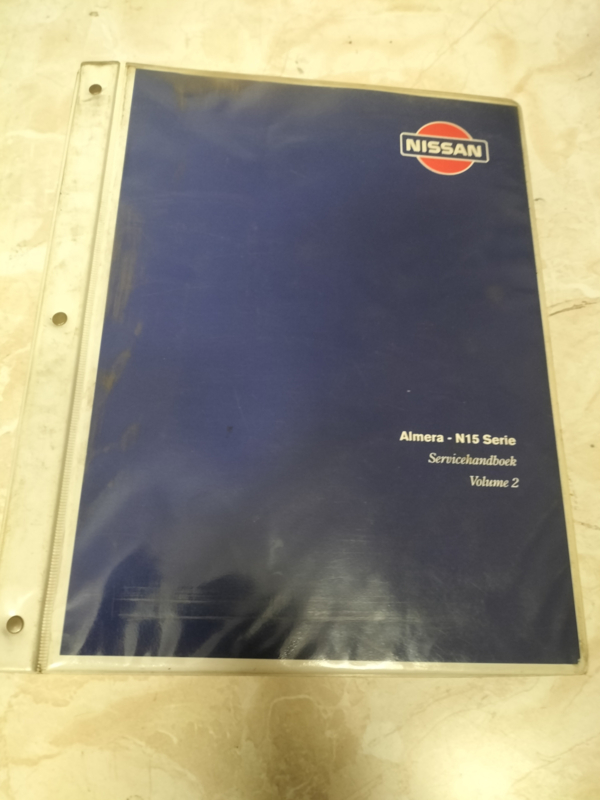 NISSAN
Almera - N15 Serie
Servicehandboek
Volume 2